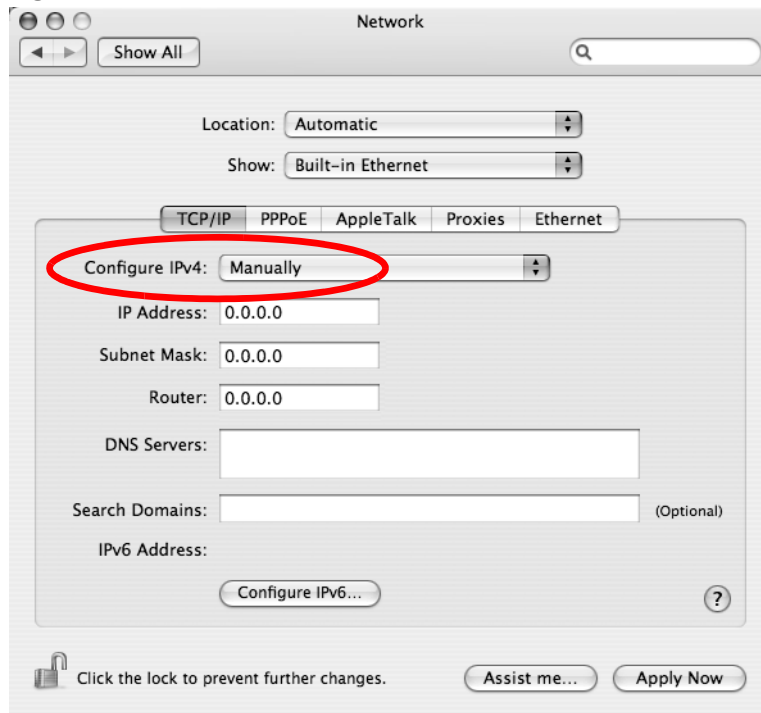 Network
Show All
Location: Automatic
Show: Built-in Ethernet
TCP/IP PPPoE AppleTalk Proxies Ethernet
Configure IPv4: Manually
IP Address: 0.0.0.0
Subnet Mask: 0.0.0.0
Router: 0.0.0.0
DNS Servers:
Search Domains: (Optional)
IPv6 Address:
Configure IPv6... ?
Click the lock to prevent further changes. Assist me... Apply Now